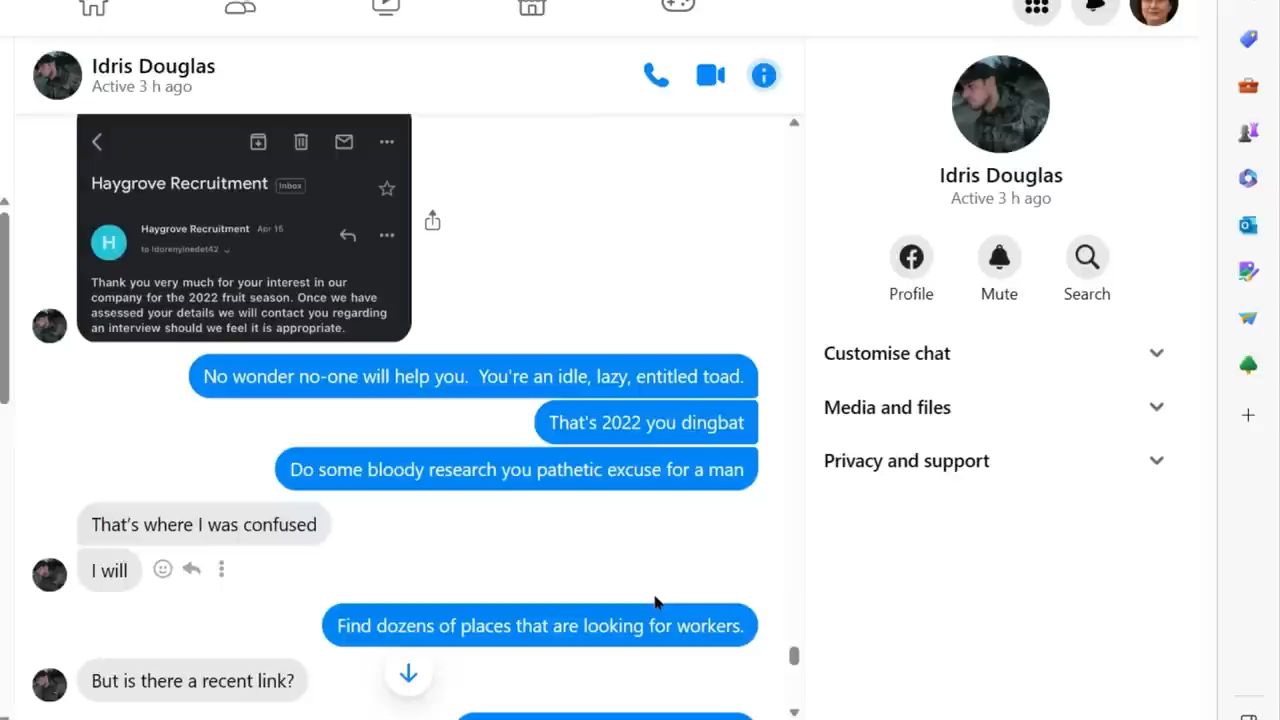 Idris Douglas
Active 3 h ago
Haygrove Recruitment Inbox
H
Haygrove Recruitment Apr 15
to Idorenyinedet42
Thank you very much for your interest in our
company for the 2022 fruit season. Once we have
assessed your details we will contact you regarding
an interview should we feel it is appropriate.
No wonder no-one will help you.  You're an idle, lazy, entitled toad.
That's 2022 you dingbat
Do some bloody research you pathetic excuse for a man
That's where I was confused
I will
Find dozens of places that are looking for workers.
But is there a recent link?
Idris Douglas
Active 3 h ago
Profile
Mute
Search
Customise chat
Media and files
Privacy and support